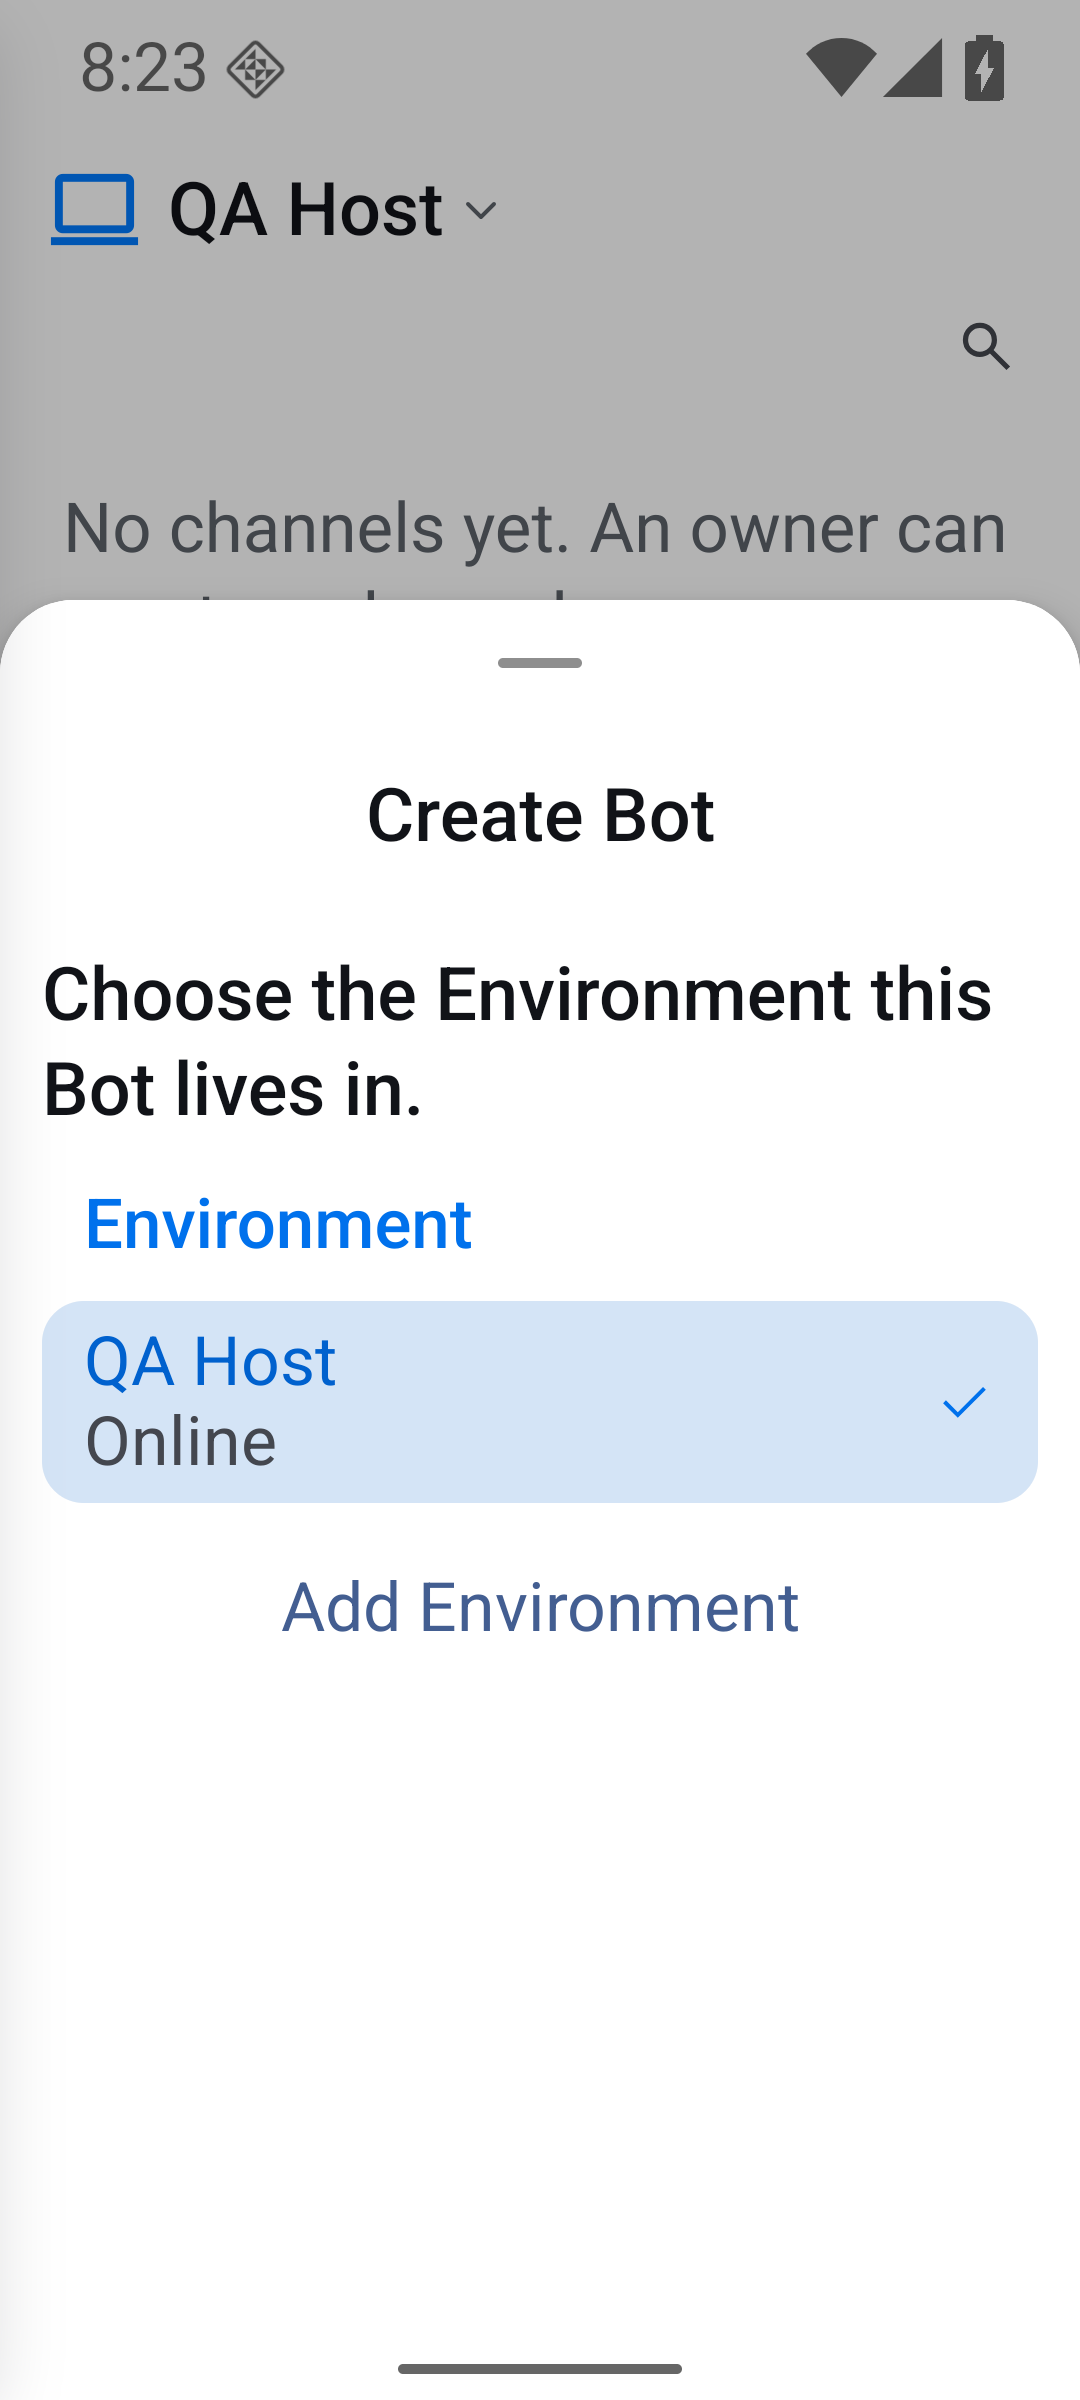 8:23
QA Host
No channels yet. An owner can
Create Bot
Choose the Environment this
Bot lives in.
Environment
QA Host
Online
Add Environment